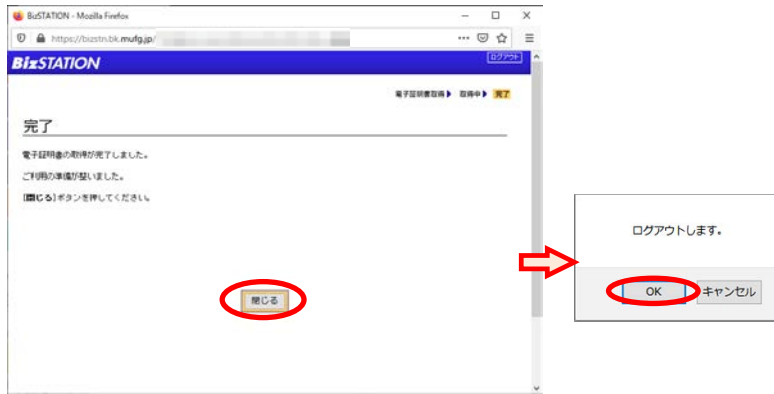 BizSTATION - Mozilla Firefox
https://bizstn.bk.mufg.jp/
BizSTATION
ログアウト
電子証明書取得 取得中 完了
完了
電子証明書の取得が完了しました。
ご利用の準備が整いました。
[閉じる]ボタンを押してください。
閉じる
ログアウトします。
OK キャンセル